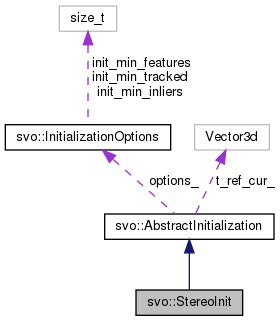 size_t
init_min_features
init_min_tracked
init_min_inliers
svo::InitializationOptions
Vector3d
options_
t_ref_cur_
svo::AbstractInitialization
svo::StereoInit